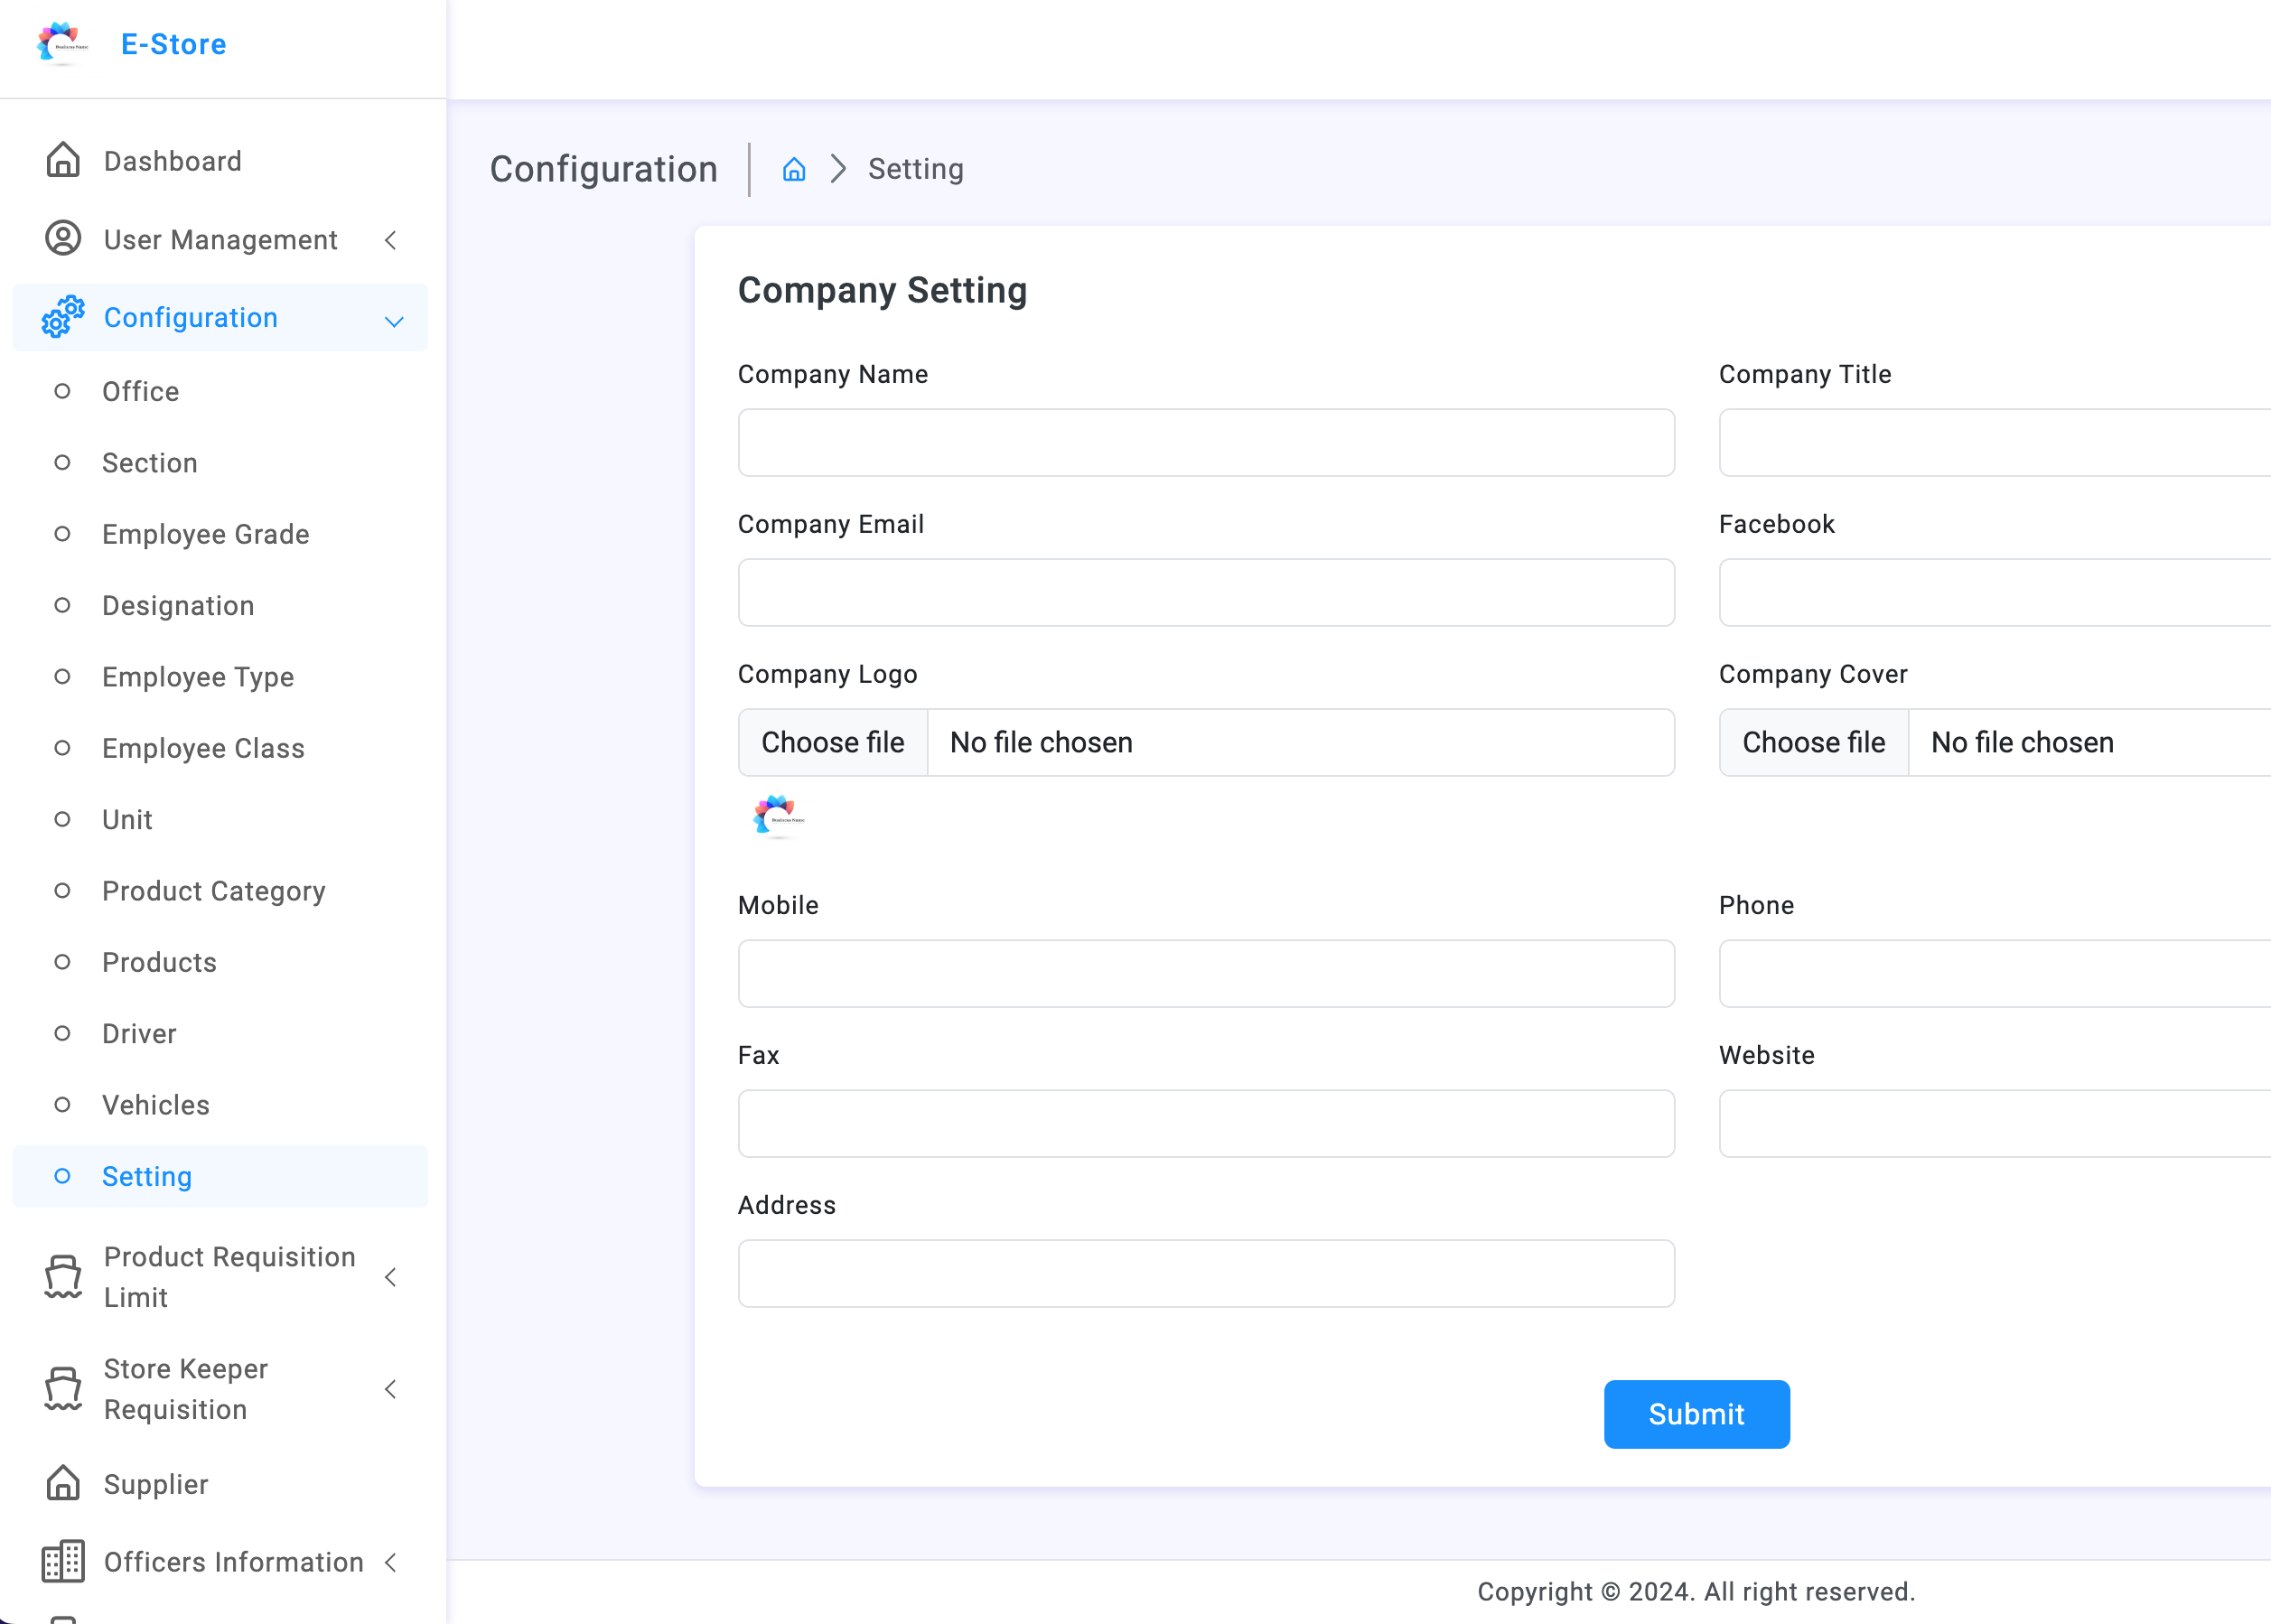 E-Store
Dashboard
User Management
Configuration
Office
Section
Employee Grade
Designation
Employee Type
Employee Class
Unit
Product Category
Products
Driver
Vehicles
Setting
Product Requisition
Limit
Store Keeper
Requisition
Supplier
Officers Information
Configuration
Setting
Company Setting
Company Name
Company Title
Company Email
Facebook
Company Logo
Company Cover
Choose file No file chosen
Choose file No file chosen
Business Name
Mobile
Phone
Fax
Website
Address
Submit
Copyright © 2024. All right reserved.